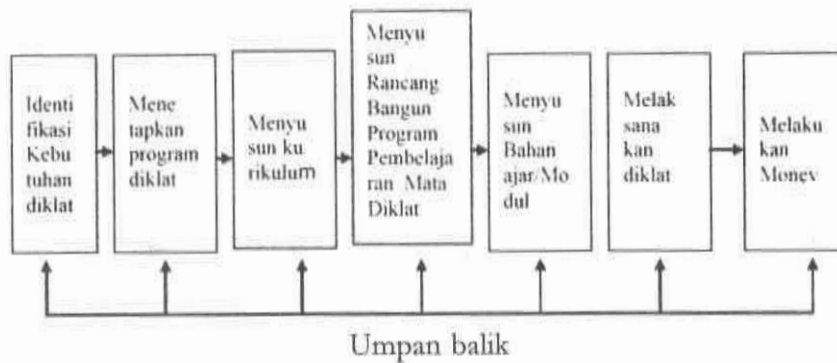 Identi
fikasi
Kebu
tuhan
diklat
Mene
tapkan
program
diklat
Menyu
sun ku
rikulum
Menyu
sun
Rancang
Bangun
Program
Pembelaja
ran Mata
Diklat
Menyu
sun
Bahan
ajar/Mo
dul
Melak
sana
kan
diklat
Melaku
kan
Monev
Umpan balik